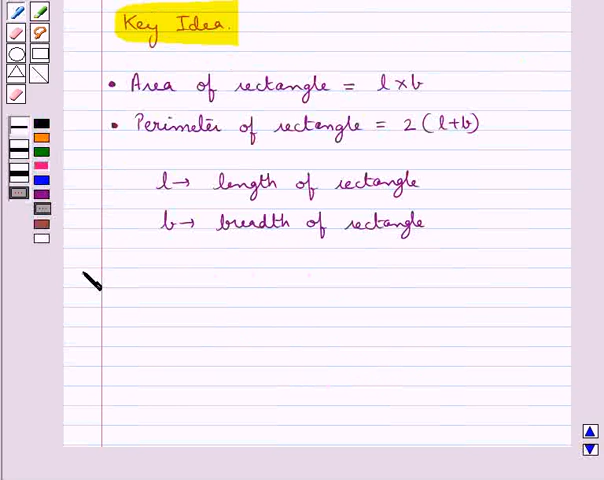 Key Idea.
• Area of rectangle = l×b
• Perimeter of rectangle = 2 (l+b)
l→ length of rectangle
b→ breadth of rectangle